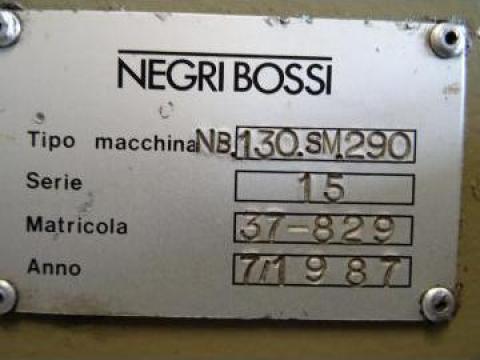 NEGRI BOSSI
Tipo macchina NB.130.SM.290
Serie 15
Matricola 37-829
Anno 7/1987